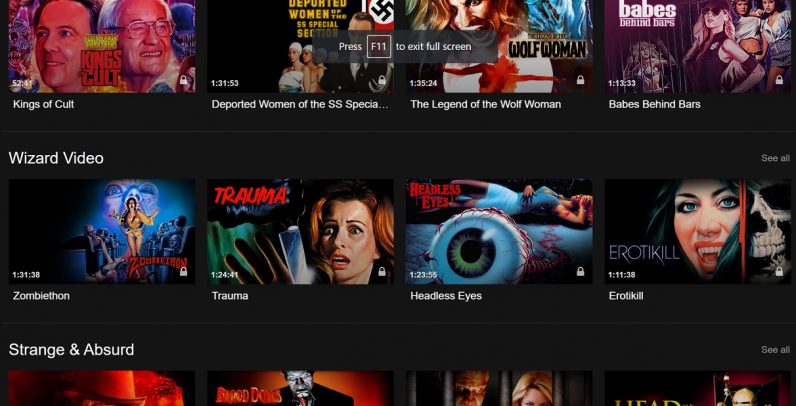 DEPORTED
WOMEN OF THE
SS SPECIAL
SECTION
babes
behind bars
KINGS
OF CULT
WOLF WOMAN
Press F11 to exit full screen
52:41
1:31:53
1:35:24
1:13:33
Kings of Cult
Deported Women of the SS Specia...
The Legend of the Wolf Woman
Babes Behind Bars
Wizard Video
See all
ZOMBIETHON
TRAUMA
HEADLESS
EYES
EROTIKILL
1:31:38
1:24:41
1:23:55
1:11:38
Zombiethon
Trauma
Headless Eyes
Erotikill
Strange & Absurd
See all
BLOOD DOLLS
HEAD